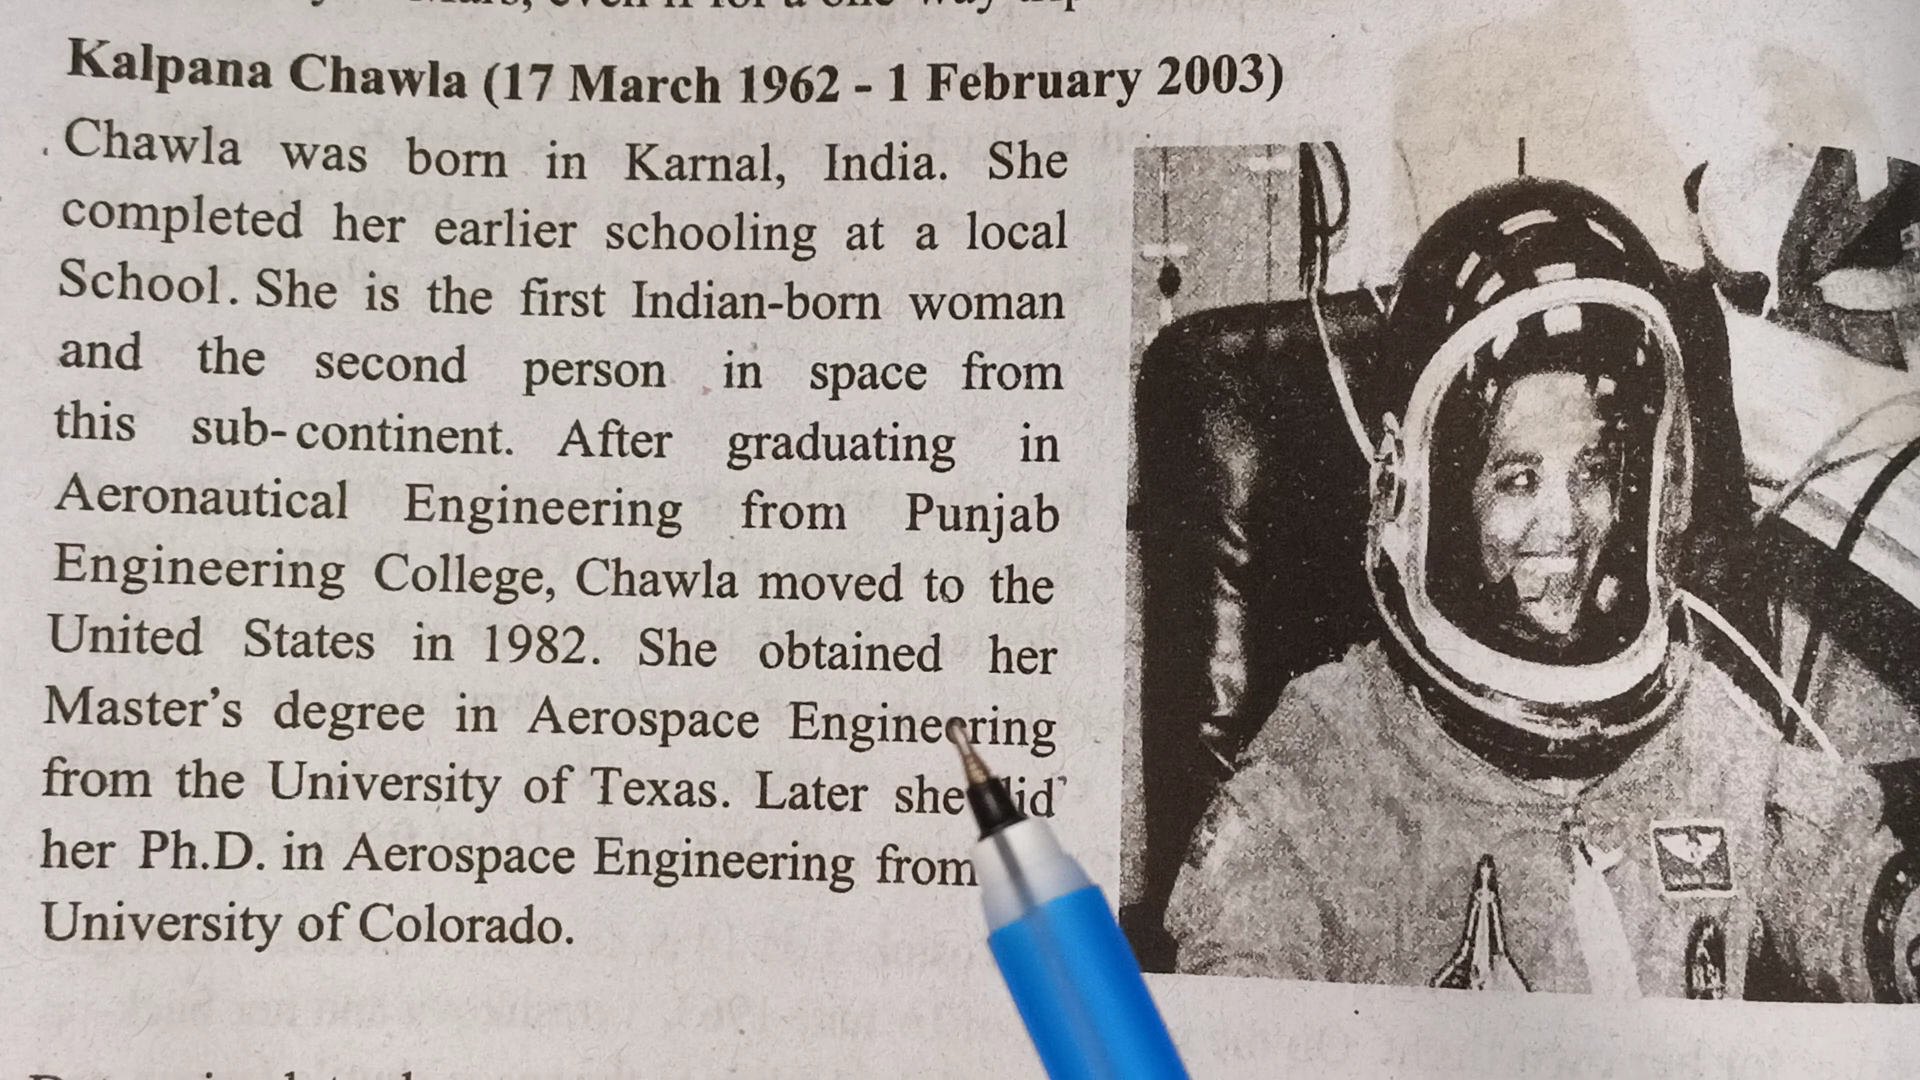 Kalpana Chawla (17 March 1962 - 1 February 2003)
Chawla was born in Karnal, India. She
completed her earlier schooling at a local
School. She is the first Indian-born woman
and the second person in space from
this sub-continent. After graduating in
Aeronautical Engineering from Punjab
Engineering College, Chawla moved to the
United States in 1982. She obtained her
Master’s degree in Aerospace Engineering
from the University of Texas. Later she
her Ph.D. in Aerospace Engineering from
University of Colorado.